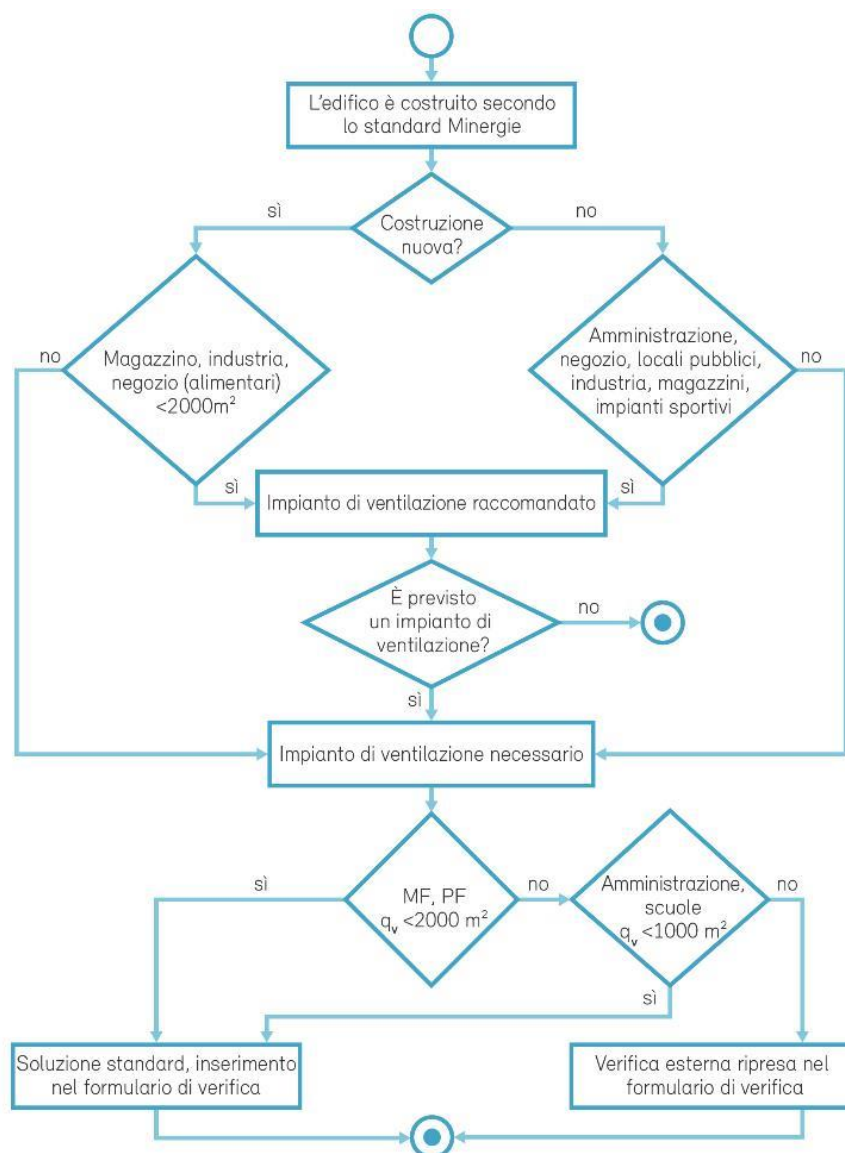 L'edifico è costruito secondo
lo standard Minergie
sì
Costruzione
nuova?
no
no
Magazzino, industria,
negozio (alimentari)
<2000m²
sì
Amministrazione,
negozio, locali pubblici,
industria, magazzini,
impianti sportivi
no
sì
Impianto di ventilazione raccomandato
È previsto
un impianto di
ventilazione?
no
sì
Impianto di ventilazione necessario
sì
MF, PF
qv <2000 m²
no
Amministrazione,
scuole
qv <1000 m²
no
sì
Soluzione standard, inserimento
nel formulario di verifica
Verifica esterna ripresa nel
formulario di verifica